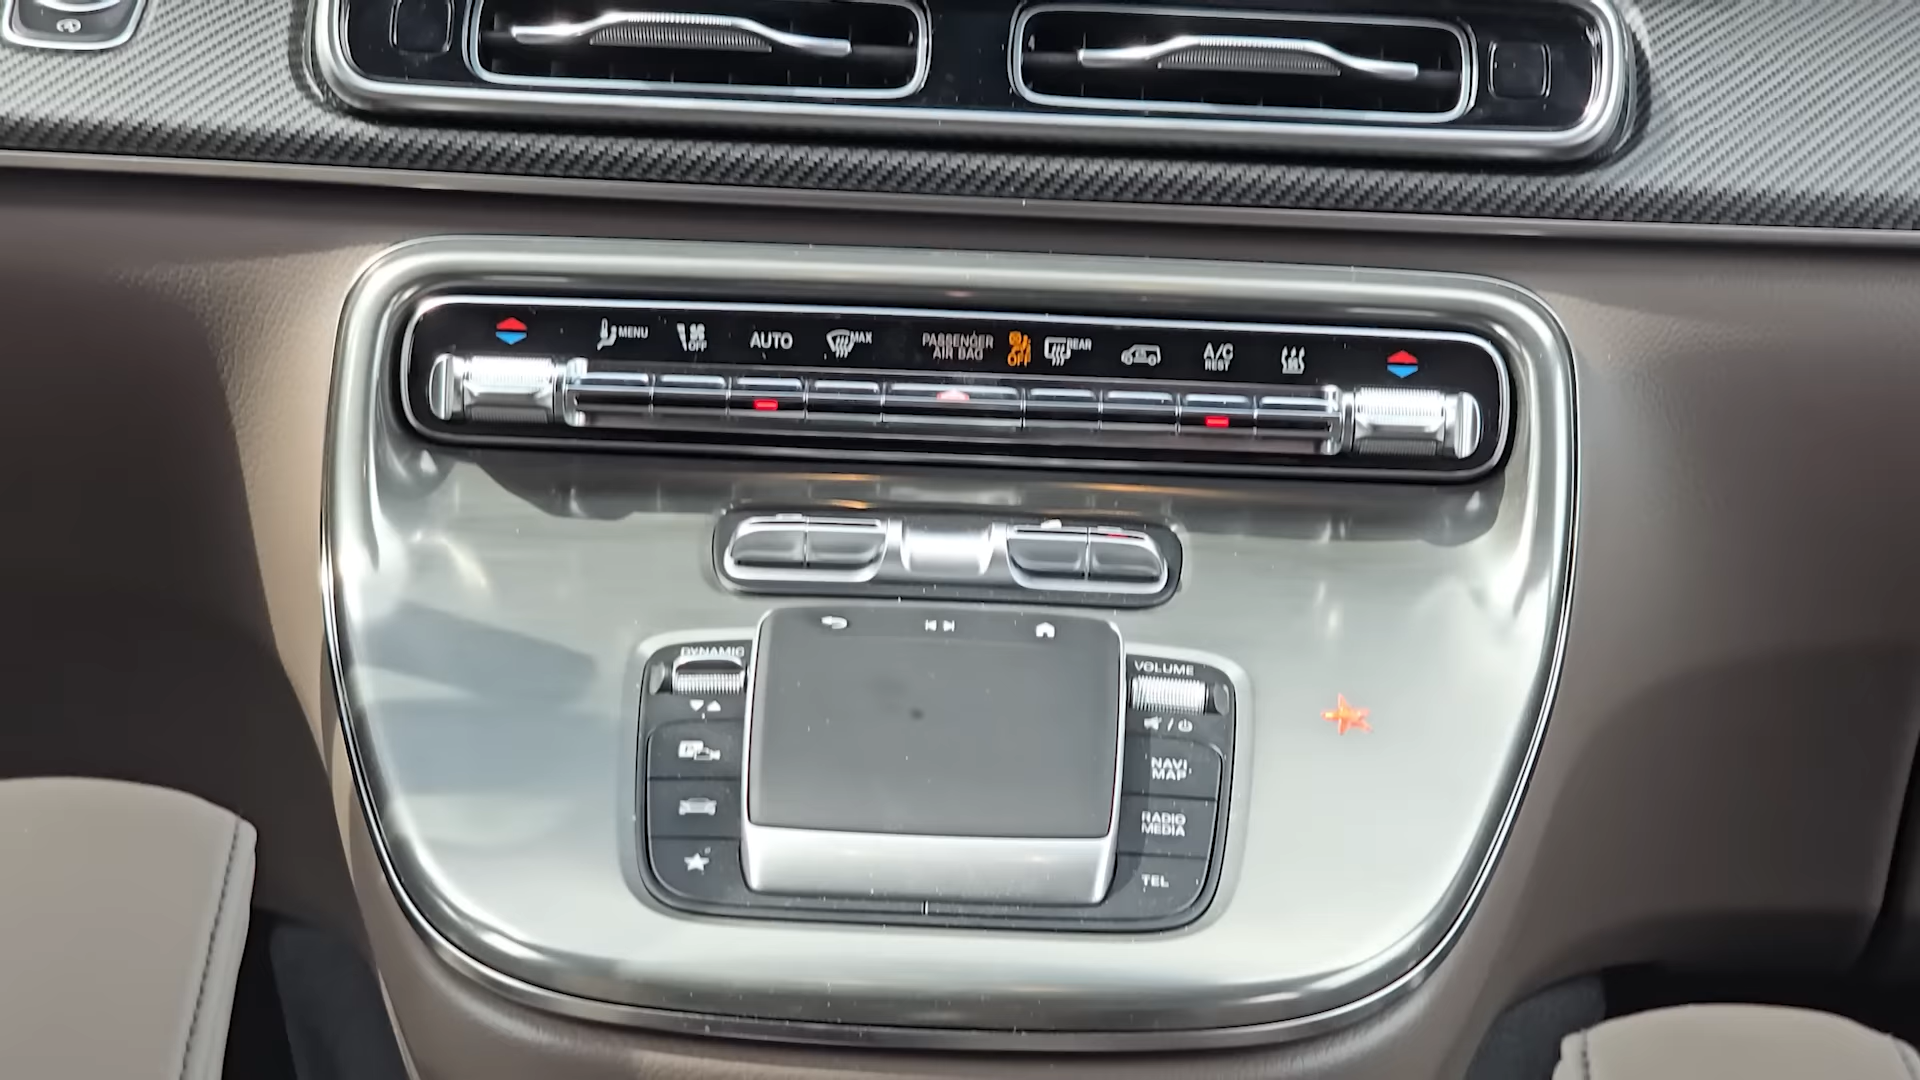 MENU
OFF
AUTO
MAX
PASSENGER
AIR BAG
OFF
REAR
A/C
REST
DYNAMIC
VOLUME
NAVI
MAP
RADIO
MEDIA
TEL